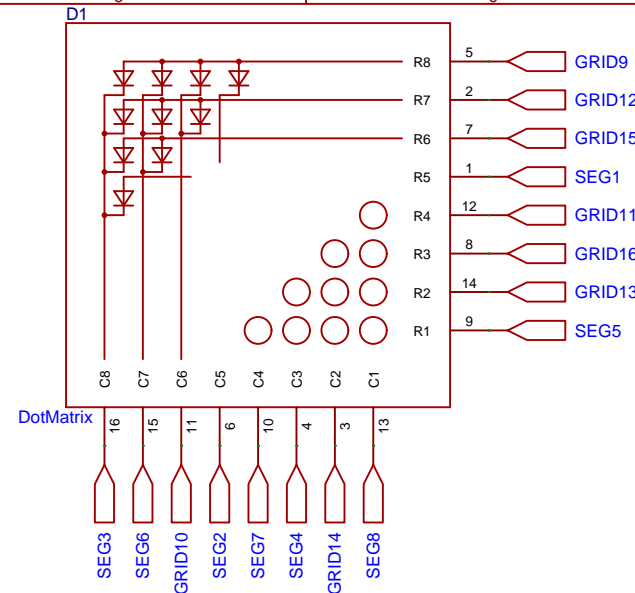 D1
R8 5 GRID9
R7 2 GRID12
R6 7 GRID15
R5 1 SEG1
R4 12 GRID11
R3 8 GRID16
R2 14 GRID13
R1 9 SEG5
C8 C7 C6 C5 C4 C3 C2 C1
DotMatrix
16 15 11 6 10 4 3 13
SEG3 SEG6 GRID10 SEG2 SEG7 SEG4 GRID14 SEG8